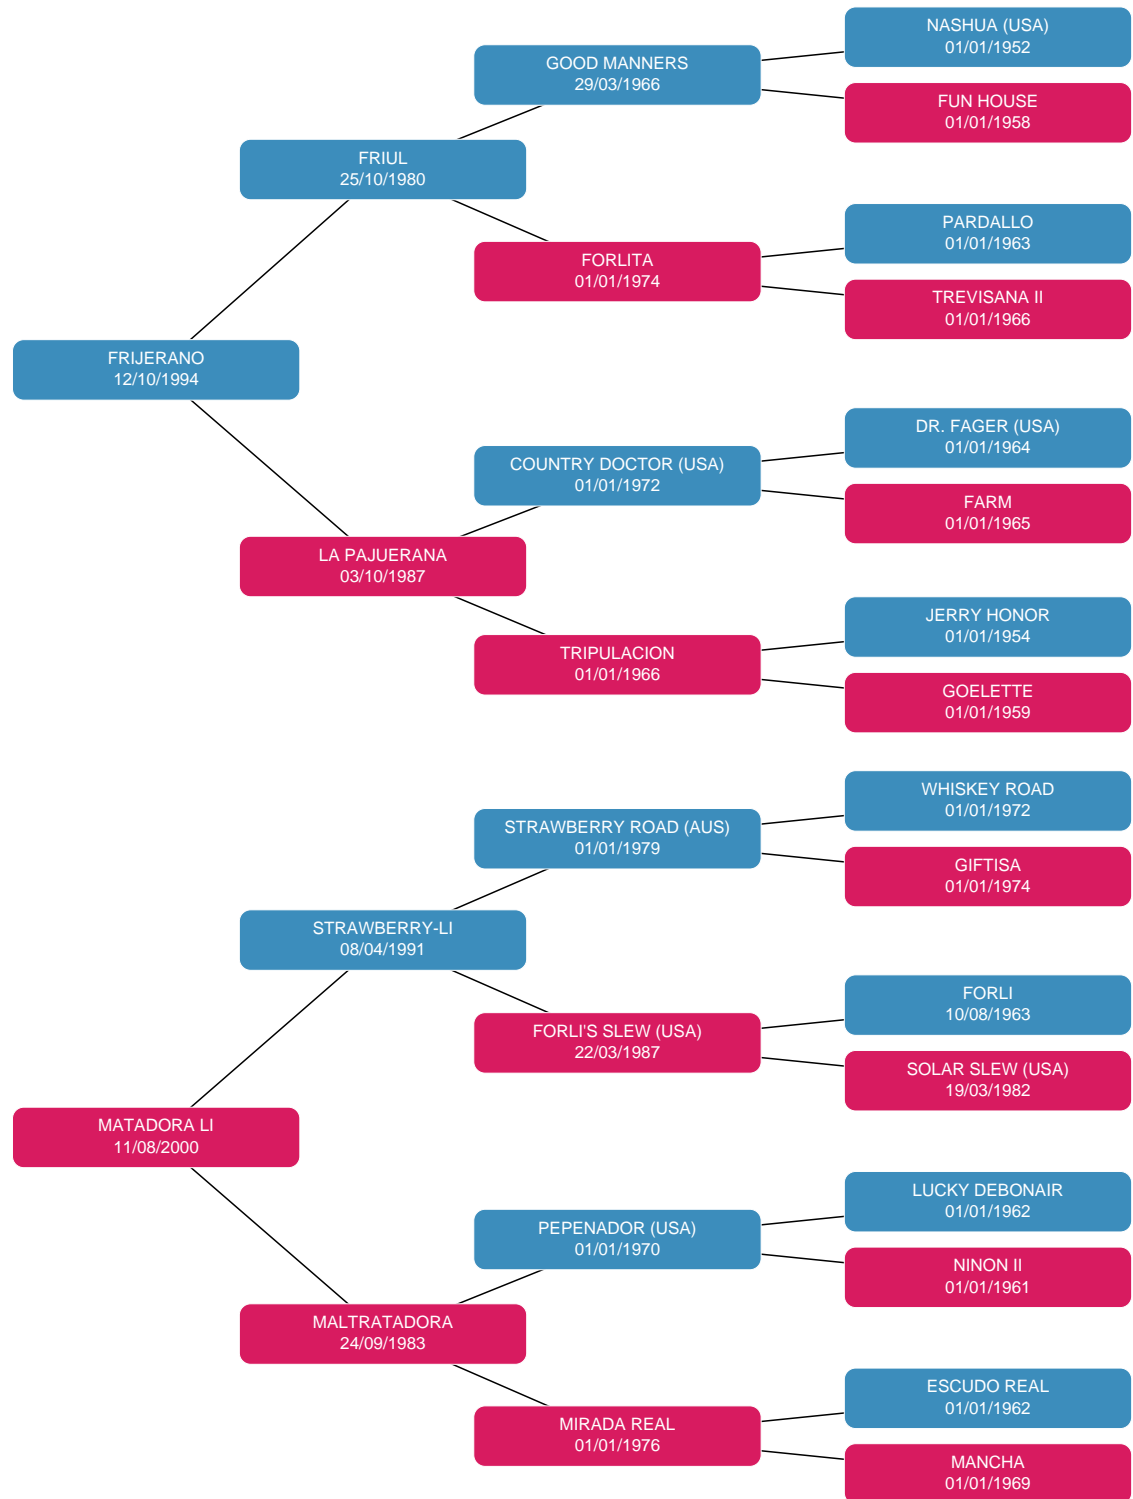 NASHUA (USA)
01/01/1952
GOOD MANNERS
29/03/1966
FUN HOUSE
01/01/1958
FRIUL
25/10/1980
PARDALLO
01/01/1963
FORLITA
01/01/1974
TREVISANA II
01/01/1966
FRIJERANO
12/10/1994
DR. FAGER (USA)
01/01/1964
COUNTRY DOCTOR (USA)
01/01/1972
FARM
01/01/1965
LA PAJUERANA
03/10/1987
JERRY HONOR
01/01/1954
TRIPULACION
01/01/1966
GOELETTE
01/01/1959
WHISKEY ROAD
01/01/1972
STRAWBERRY ROAD (AUS)
01/01/1979
GIFTISA
01/01/1974
STRAWBERRY-LI
08/04/1991
FORLI
10/08/1963
FORLI'S SLEW (USA)
22/03/1987
SOLAR SLEW (USA)
19/03/1982
MATADORA LI
11/08/2000
LUCKY DEBONAIR
01/01/1962
PEPENADOR (USA)
01/01/1970
NINON II
01/01/1961
MALTRATADORA
24/09/1983
ESCUDO REAL
01/01/1962
MIRADA REAL
01/01/1976
MANCHA
01/01/1969